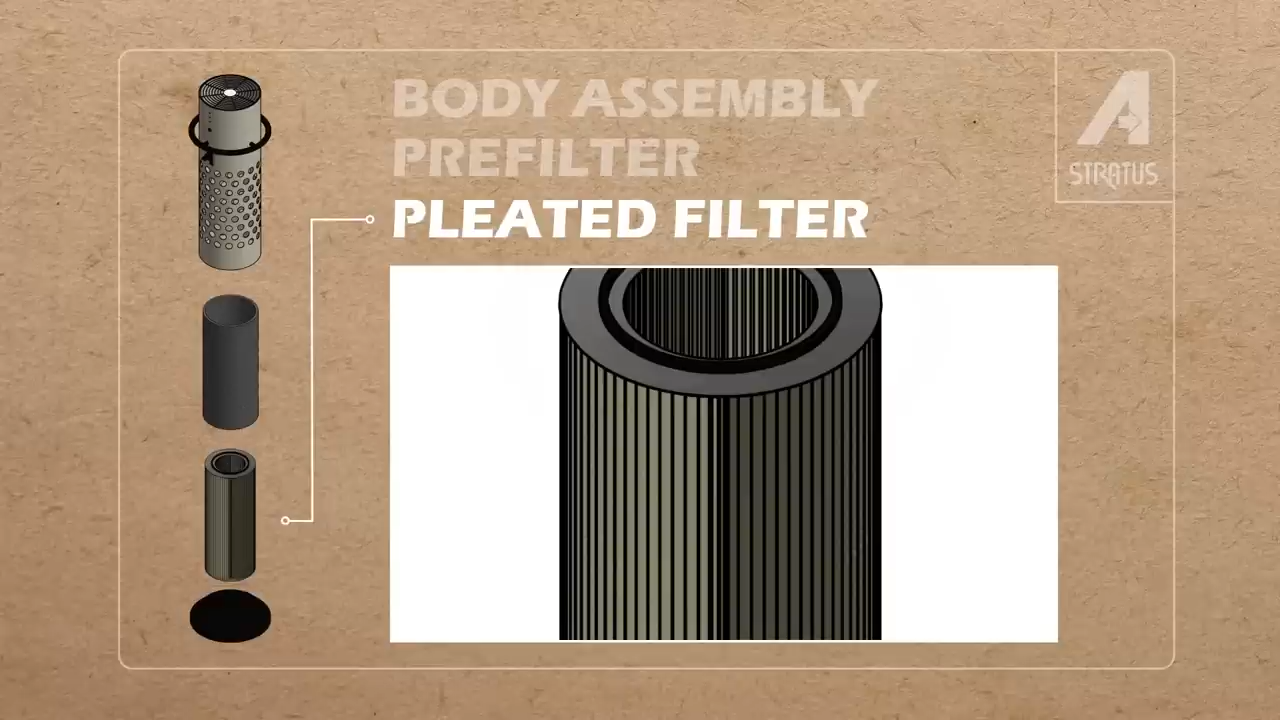 BODY ASSEMBLY
PREFILTER
PLEATED FILTER
A
STRATUS